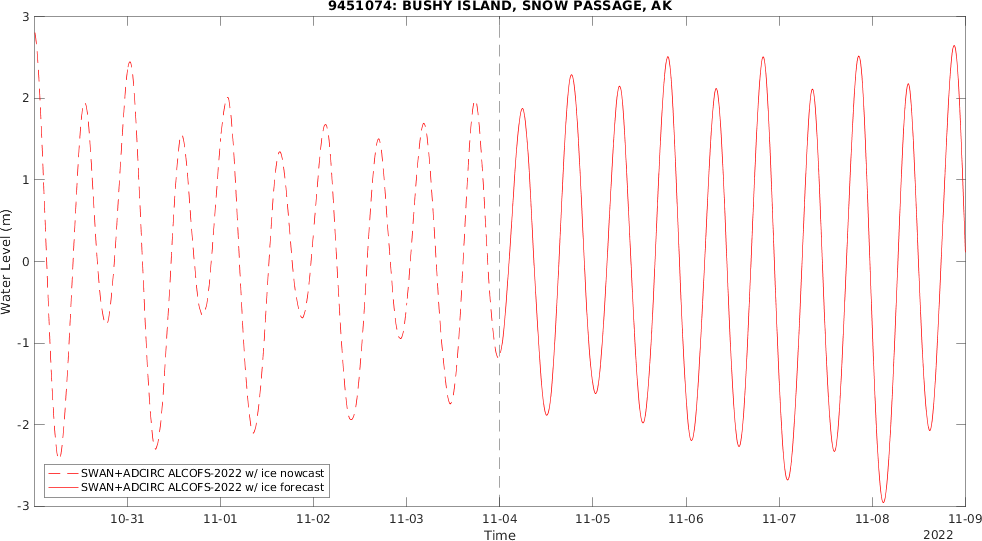 9451074: BUSHY ISLAND, SNOW PASSAGE, AK
Water Level (m)
3
2
1
0
-1
-2
-3
SWAN+ADCIRC ALCOFS-2022 w/ ice nowcast
SWAN+ADCIRC ALCOFS-2022 w/ ice forecast
10-31 11-01 11-02 11-03 11-04 11-05 11-06 11-07 11-08 11-09
Time
2022